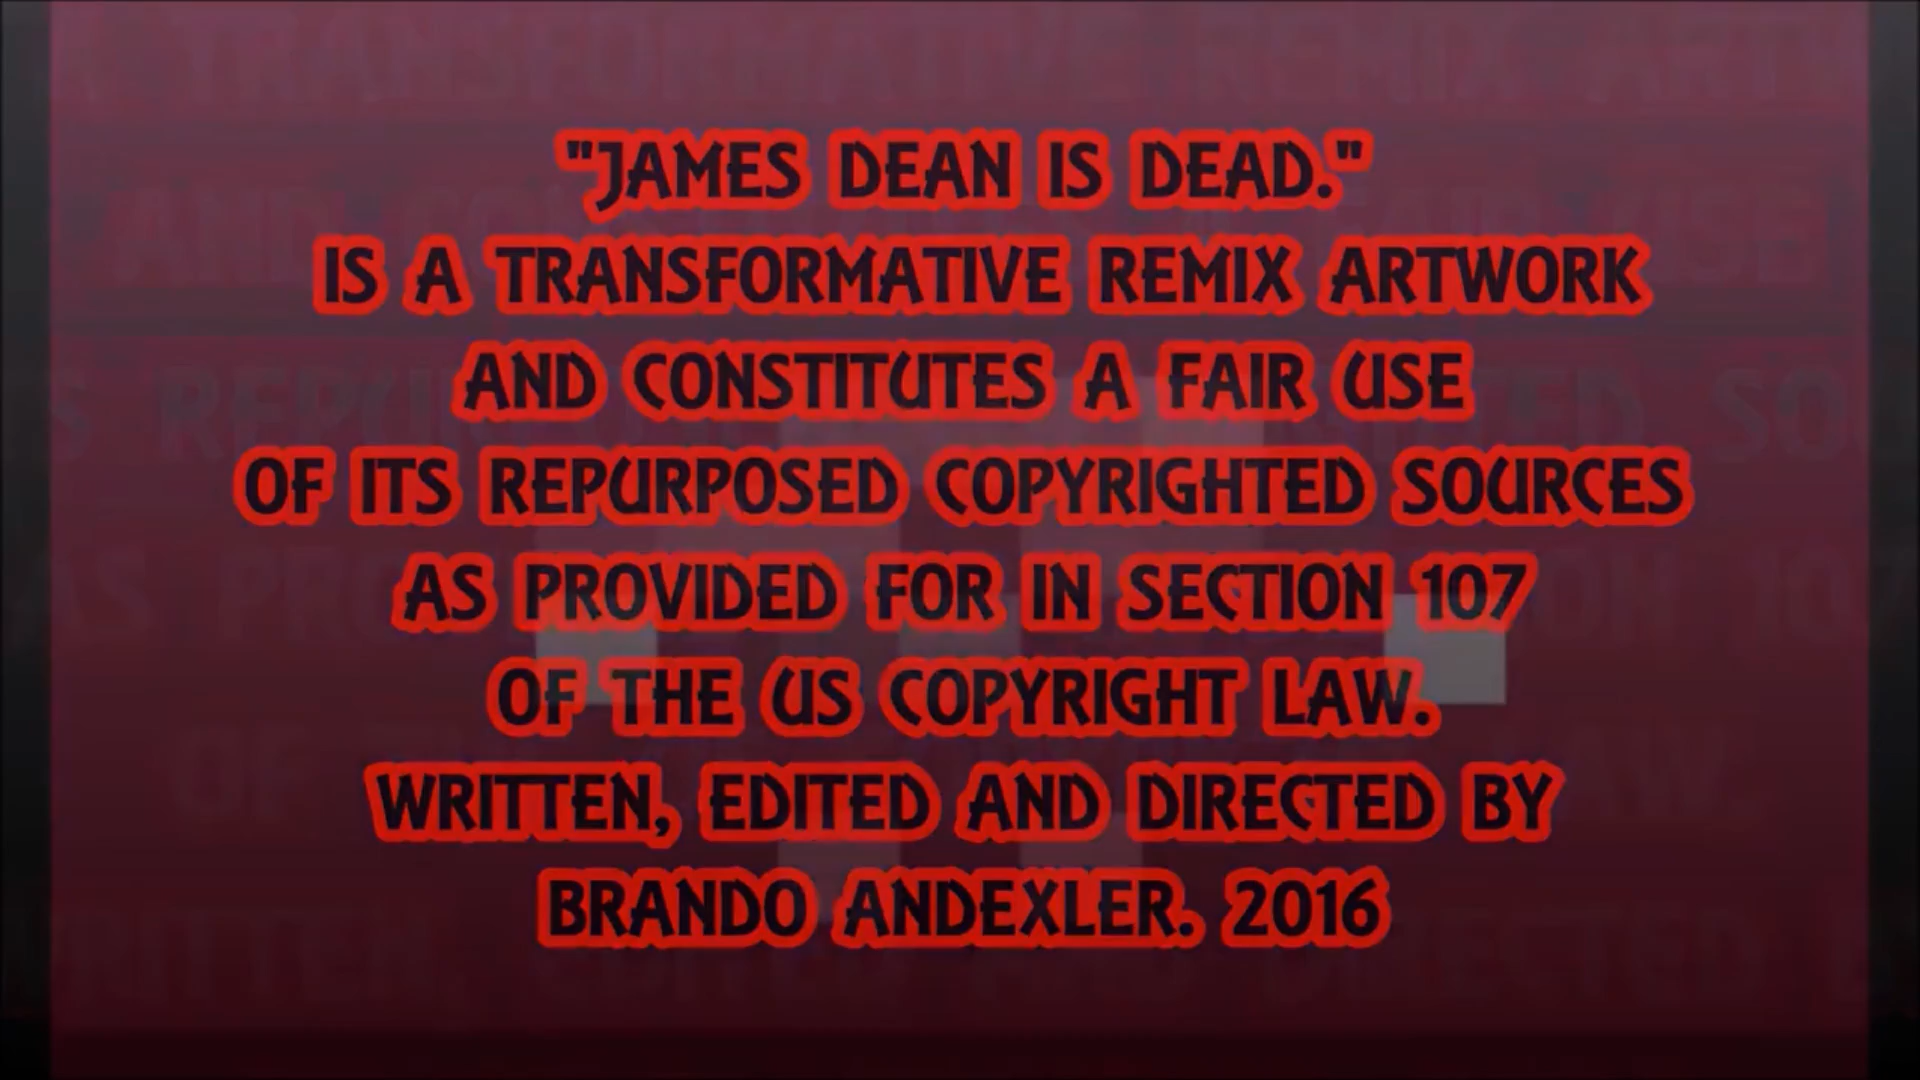 "JAMES DEAN IS DEAD."
IS A TRANSFORMATIVE REMIX ARTWORK
AND CONSTITUTES A FAIR USE
OF ITS REPURPOSED COPYRIGHTED SOURCES
AS PROVIDED FOR IN SECTION 107
OF THE US COPYRIGHT LAW.
WRITTEN, EDITED AND DIRECTED BY
BRANDO ANDEXLER. 2016